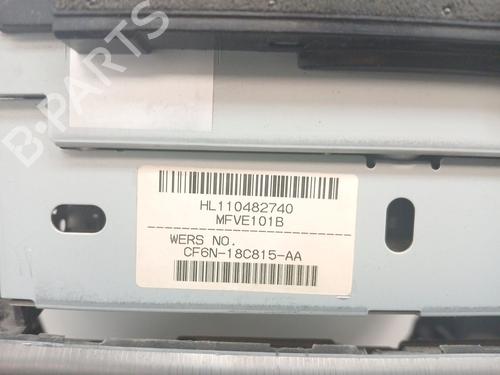 B-PARTS
HL110482740
MFVE101B
WERS NO.
CF6N-18C815-AA